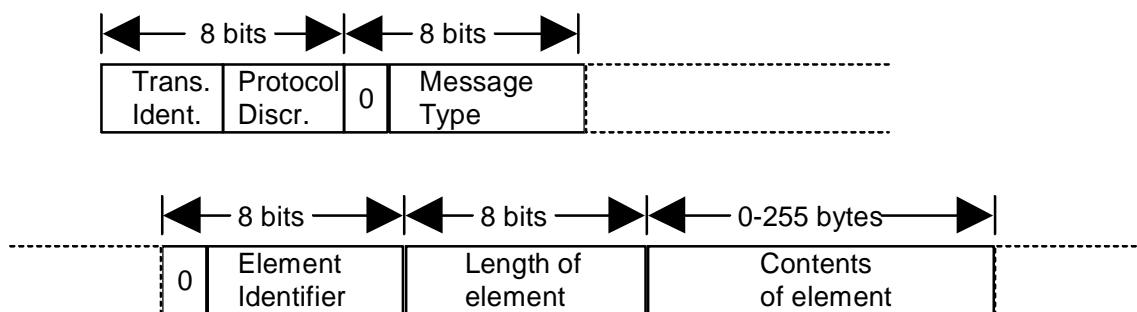 8 bits 8 bits
Trans. Ident. Protocol Discr. 0 Message Type
8 bits 8 bits 0-255 bytes
0 Element Identifier Length of element Contents of element